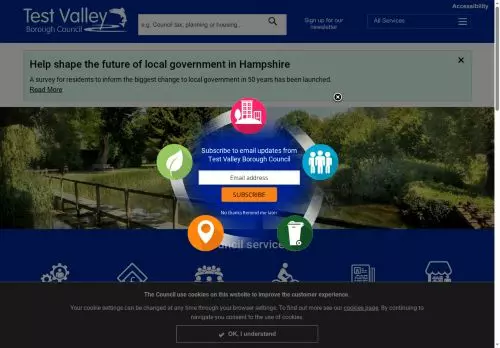 Accessibility
Test Valley
Borough Council
e.g. Council tax, planning or housing...
Sign up for our
newsletter
All Services
Help shape the future of local government in Hampshire
A survey for residents to inform the biggest change to local government in 50 years has been launched.
Read More
Subscribe to email updates from
Test Valley Borough Council
Email address
SUBSCRIBE
No thanks Remind me later
ncil service
The Council use cookies on this website to improve the customer experience.
Your cookie settings can be changed at any time through your browser settings. To find out more see our cookies page. By continuing to
navigate you consent to the use of cookies.
OK, I understand